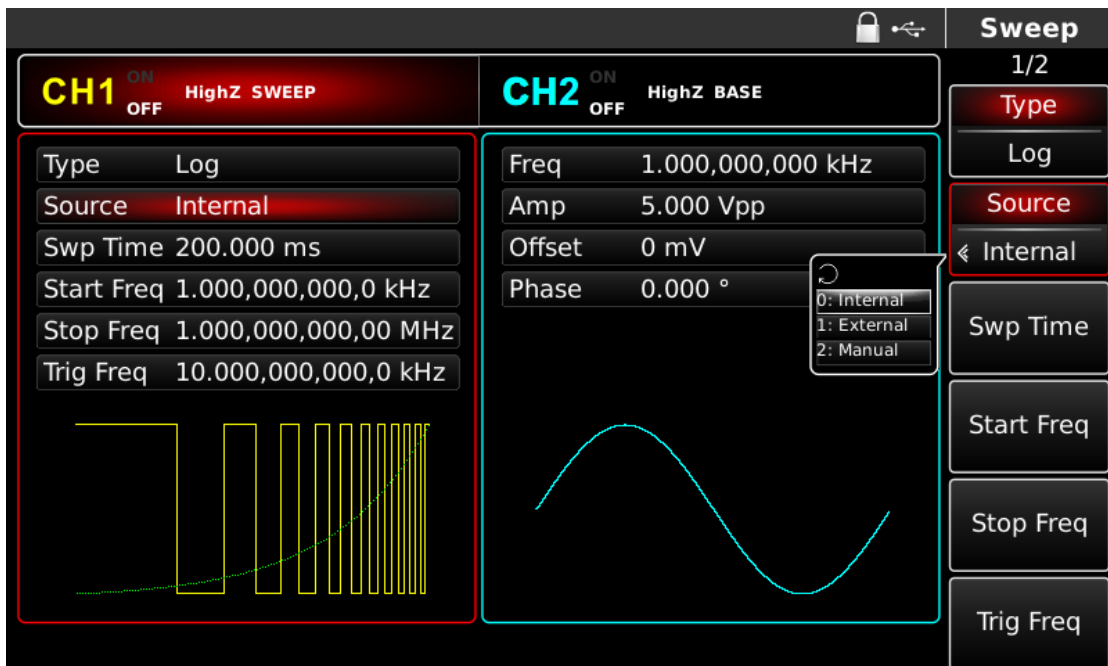 Sweep
1/2
CH1 ON OFF HighZ SWEEP
CH2 ON OFF HighZ BASE
Type Log
Source Internal
Swp Time 200.000 ms
Start Freq 1.000,000,000,0 kHz
Stop Freq 1.000,000,000,00 MHz
Trig Freq 10.000,000,000,0 kHz
Freq 1.000,000,000 kHz
Amp 5.000 Vpp
Offset 0 mV
Phase 0.000 °
0: Internal
1: External
2: Manual
Type
Log
Source
Internal
Swp Time
Start Freq
Stop Freq
Trig Freq